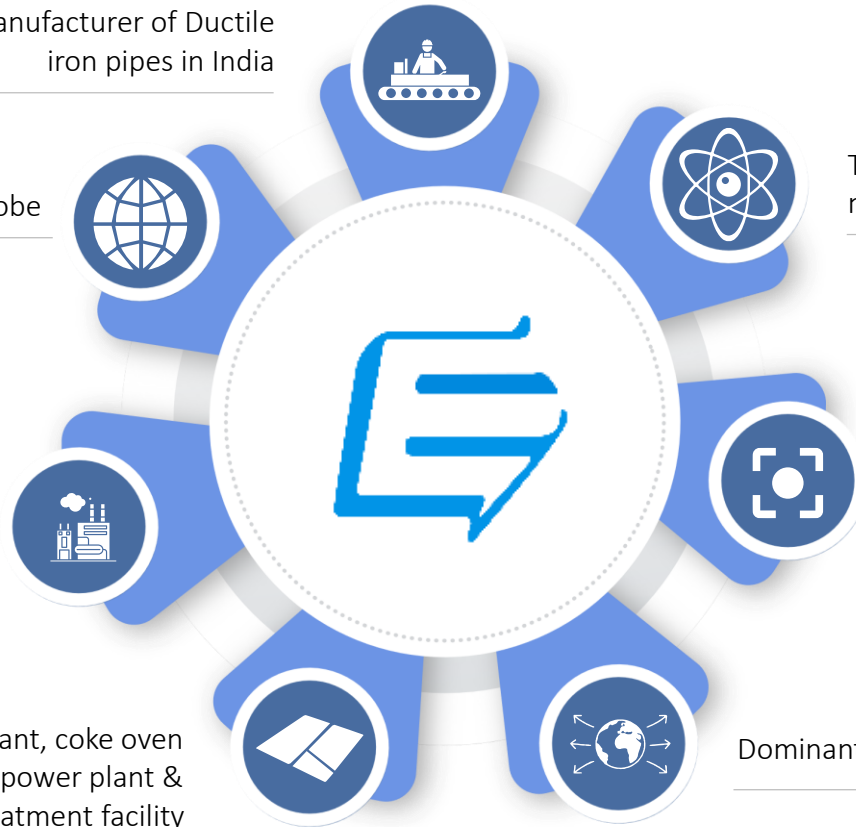 anufacturer of Ductile
iron pipes in India
obe
ant, coke oven
power plant &
atment facility
Dominant